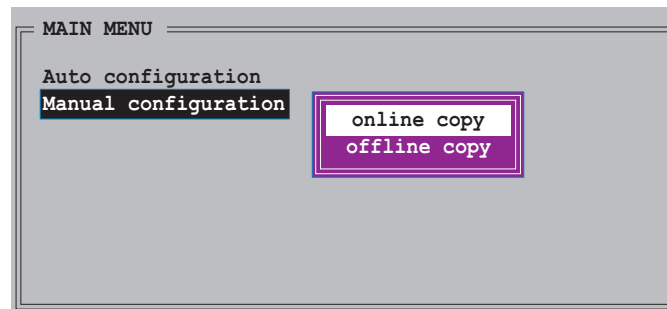 MAIN MENU
Auto configuration
Manual configuration
online copy
offline copy